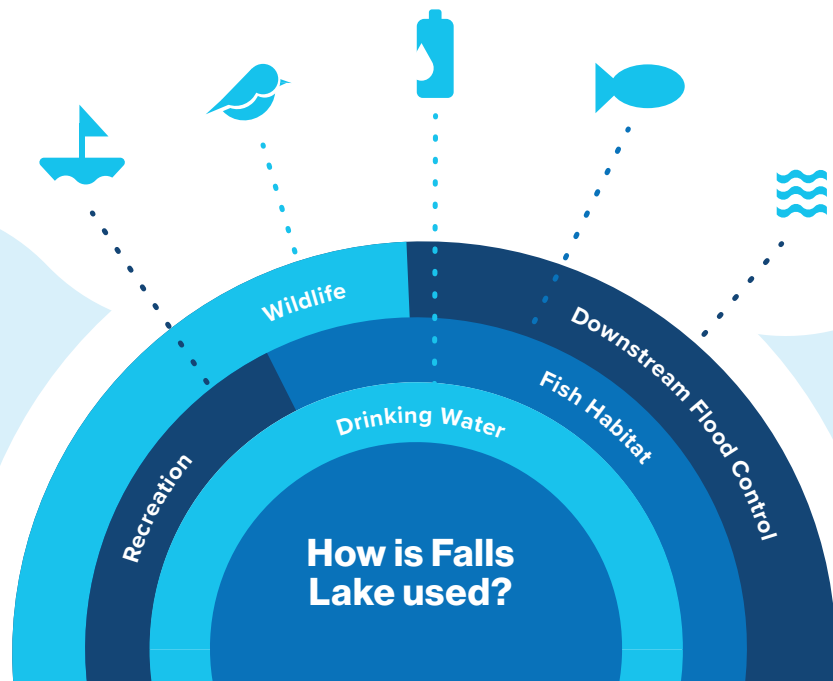 Wildlife
Downstream Flood Control
Recreation
Fish Habitat
Drinking Water
How is Falls
Lake used?